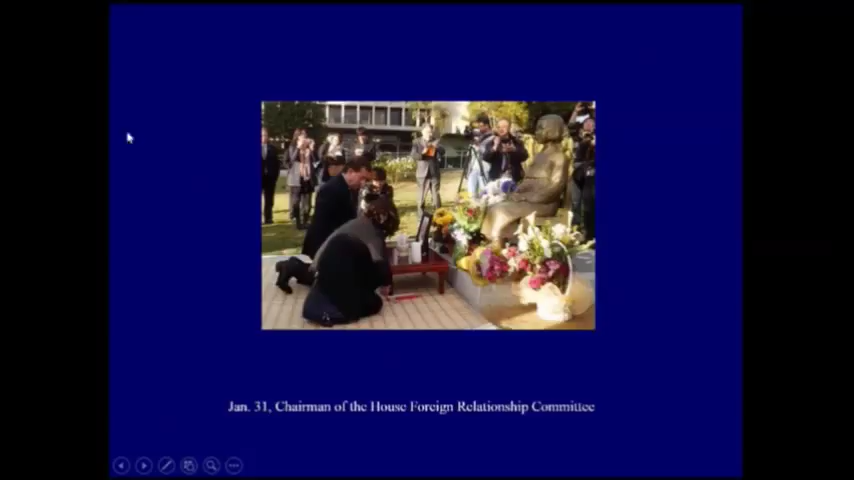 Jan. 31, Chairman of the House Foreign Relationship Committee